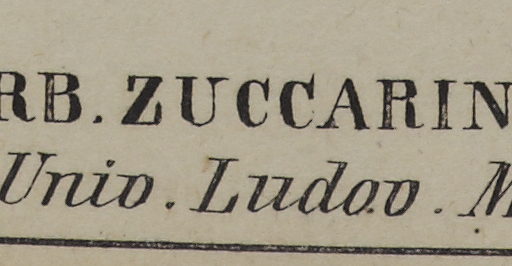 RB. ZUCCARIN
Univ. Ludov. M